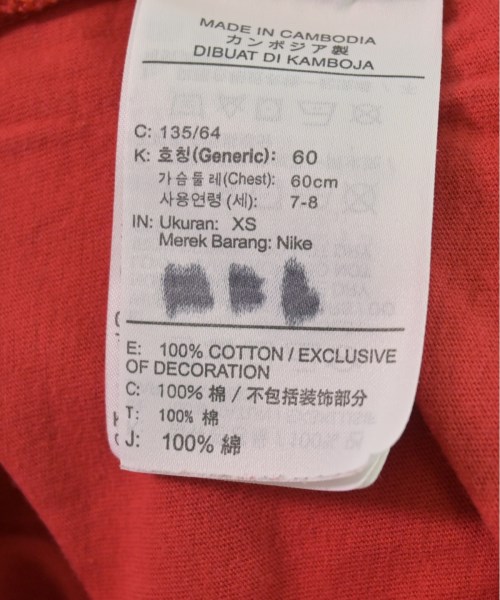 MADE IN CAMBODIA
カンボジア製
DIBUAT DI KAMBOJA
C: 135/64
K: 호칭(Generic): 60
가슴둘레(Chest): 60cm
사용연령(세): 7-8
IN: Ukuran: XS
Merek Barang: Nike
E: 100% COTTON / EXCLUSIVE
OF DECORATION
C: 100% 棉 / 不包括装饰部分
T: 100% 棉
J: 100% 綿